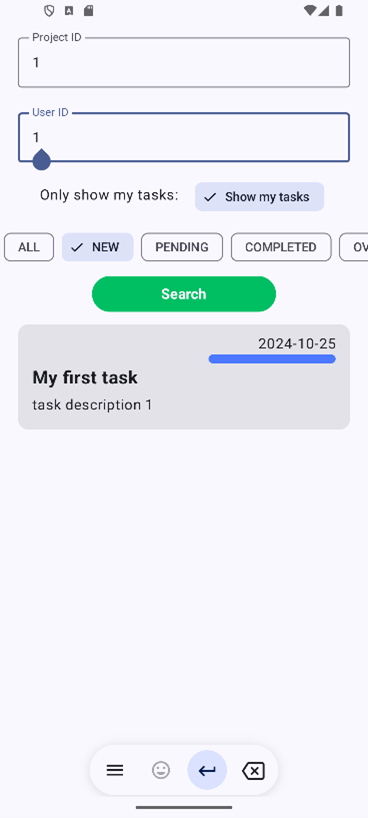 Project ID
1
User ID
1
Only show my tasks: Show my tasks
ALL NEW PENDING COMPLETED OV
Search
2024-10-25
My first task
task description 1